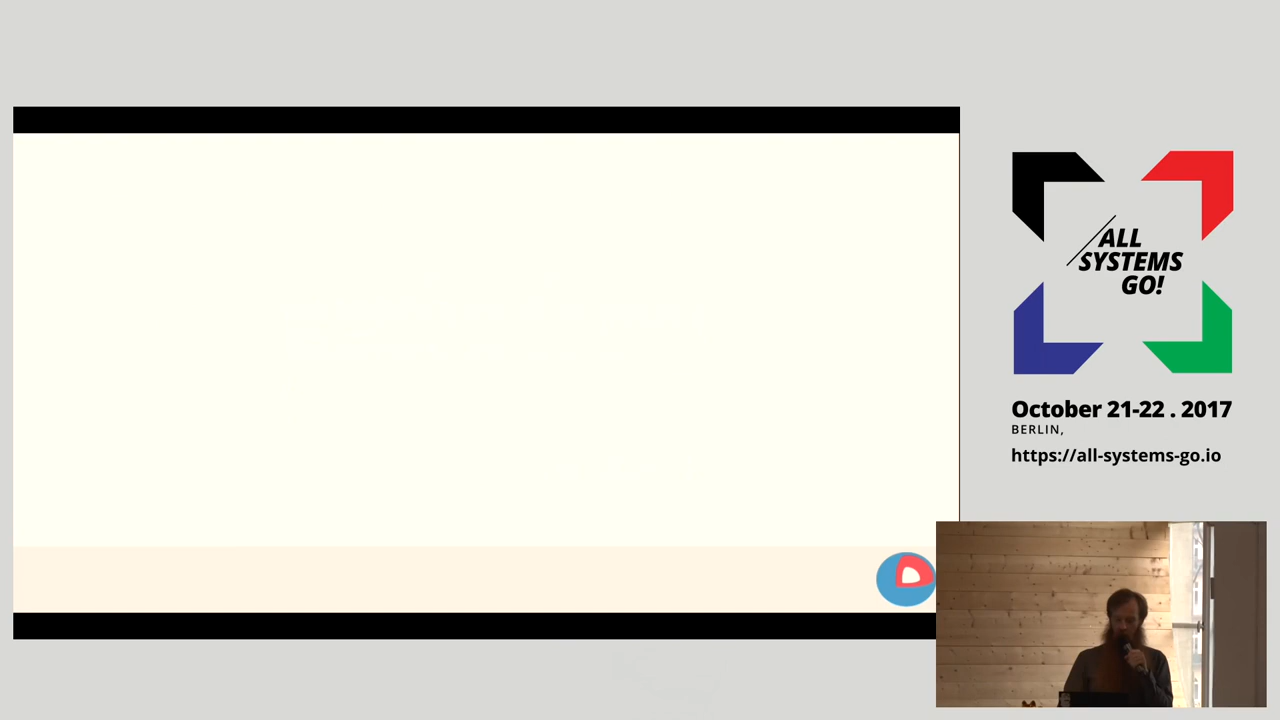 ALL
SYSTEMS
GO!
October 21-22 . 2017
BERLIN,
https://all-systems-go.io